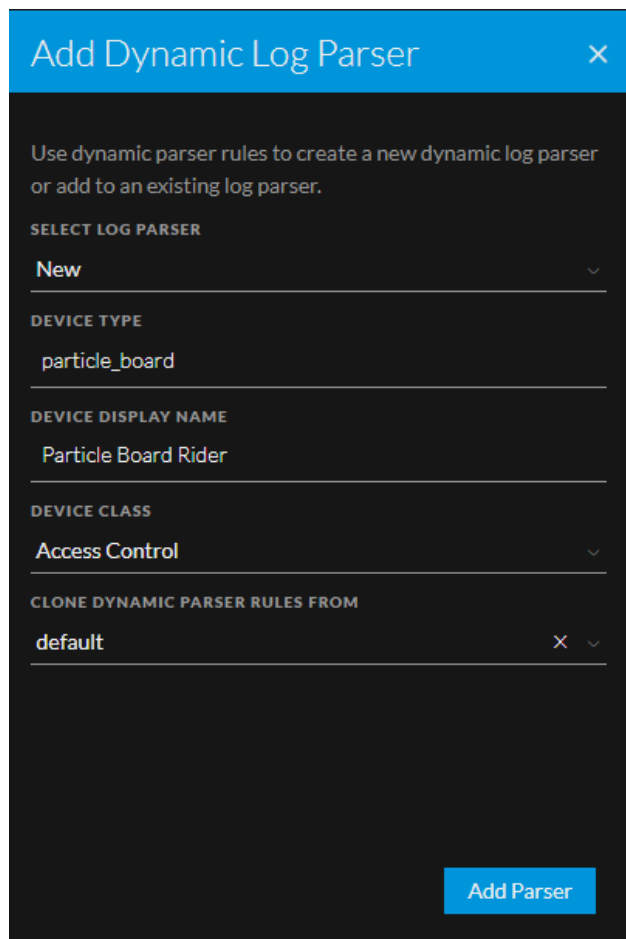 Add Dynamic Log Parser
Use dynamic parser rules to create a new dynamic log parser
or add to an existing log parser.
SELECT LOG PARSER
New
DEVICE TYPE
particle_board
DEVICE DISPLAY NAME
Particle Board Rider
DEVICE CLASS
Access Control
CLONE DYNAMIC PARSER RULES FROM
default
Add Parser